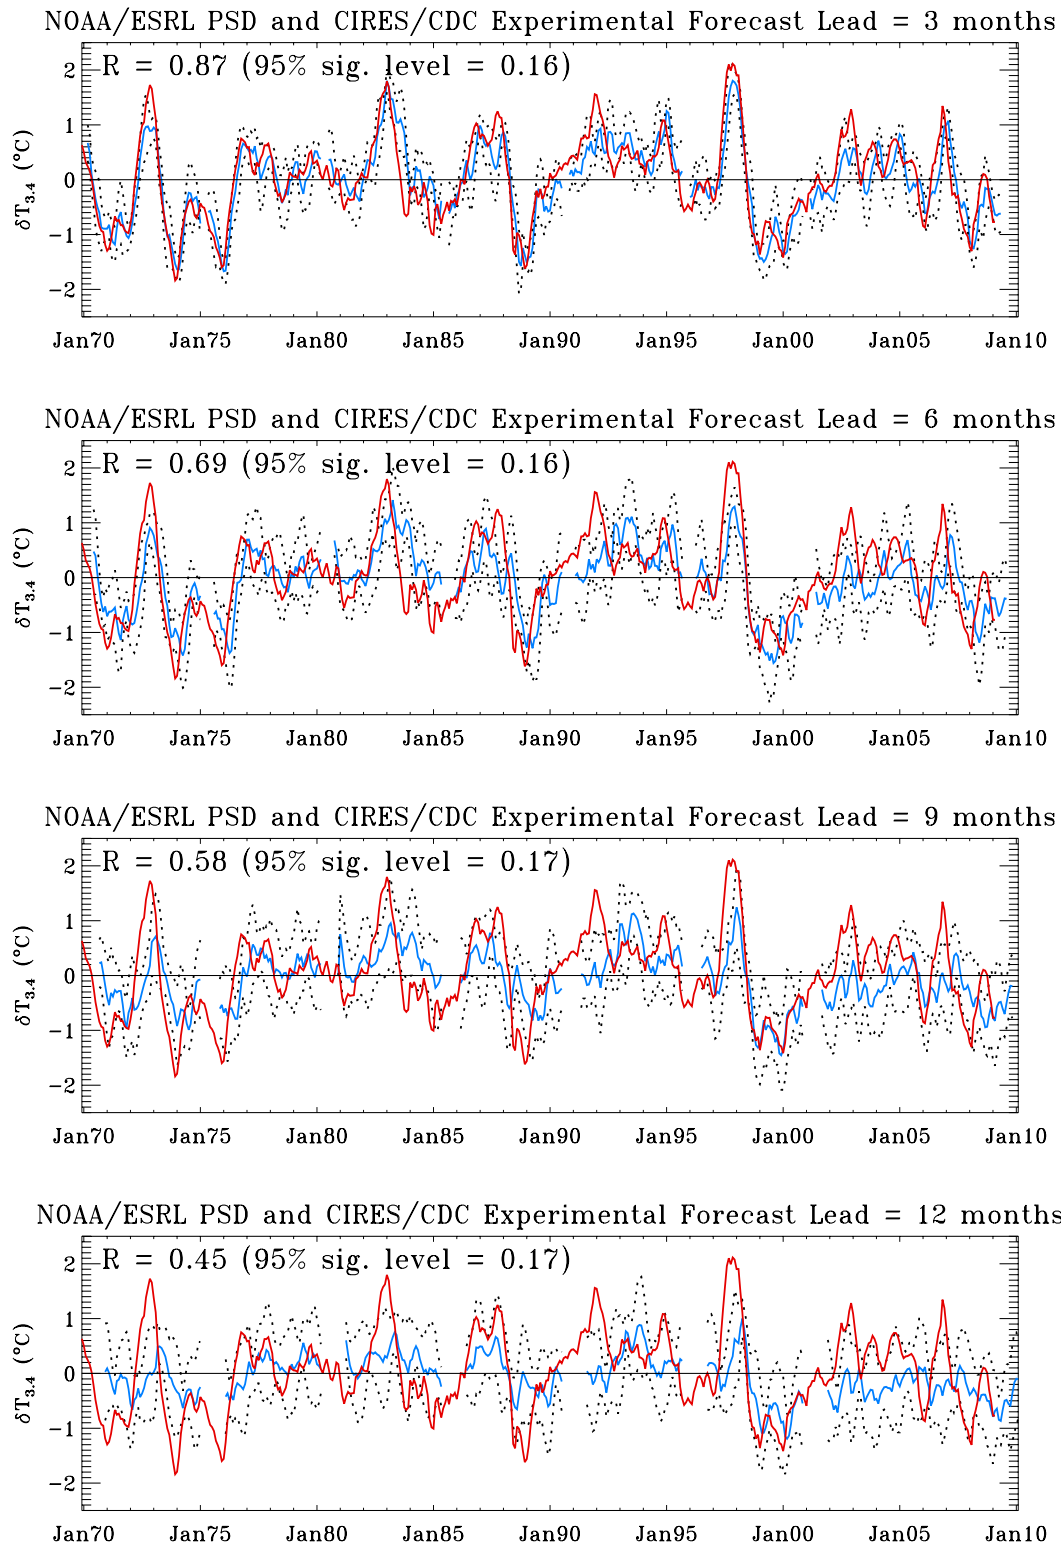 NOAA/ESRL PSD and CIRES/CDC Experimental Forecast Lead = 3 months
R = 0.87 (95% sig. level = 0.16)
2
1
0
−1
−2
δT3.4 (°C)
Jan70 Jan75 Jan80 Jan85 Jan90 Jan95 Jan00 Jan05 Jan10
NOAA/ESRL PSD and CIRES/CDC Experimental Forecast Lead = 6 months
R = 0.69 (95% sig. level = 0.16)
2
1
0
−1
−2
δT3.4 (°C)
Jan70 Jan75 Jan80 Jan85 Jan90 Jan95 Jan00 Jan05 Jan10
NOAA/ESRL PSD and CIRES/CDC Experimental Forecast Lead = 9 months
R = 0.58 (95% sig. level = 0.17)
2
1
0
−1
−2
δT3.4 (°C)
Jan70 Jan75 Jan80 Jan85 Jan90 Jan95 Jan00 Jan05 Jan10
NOAA/ESRL PSD and CIRES/CDC Experimental Forecast Lead = 12 months
R = 0.45 (95% sig. level = 0.17)
2
1
0
−1
−2
δT3.4 (°C)
Jan70 Jan75 Jan80 Jan85 Jan90 Jan95 Jan00 Jan05 Jan10